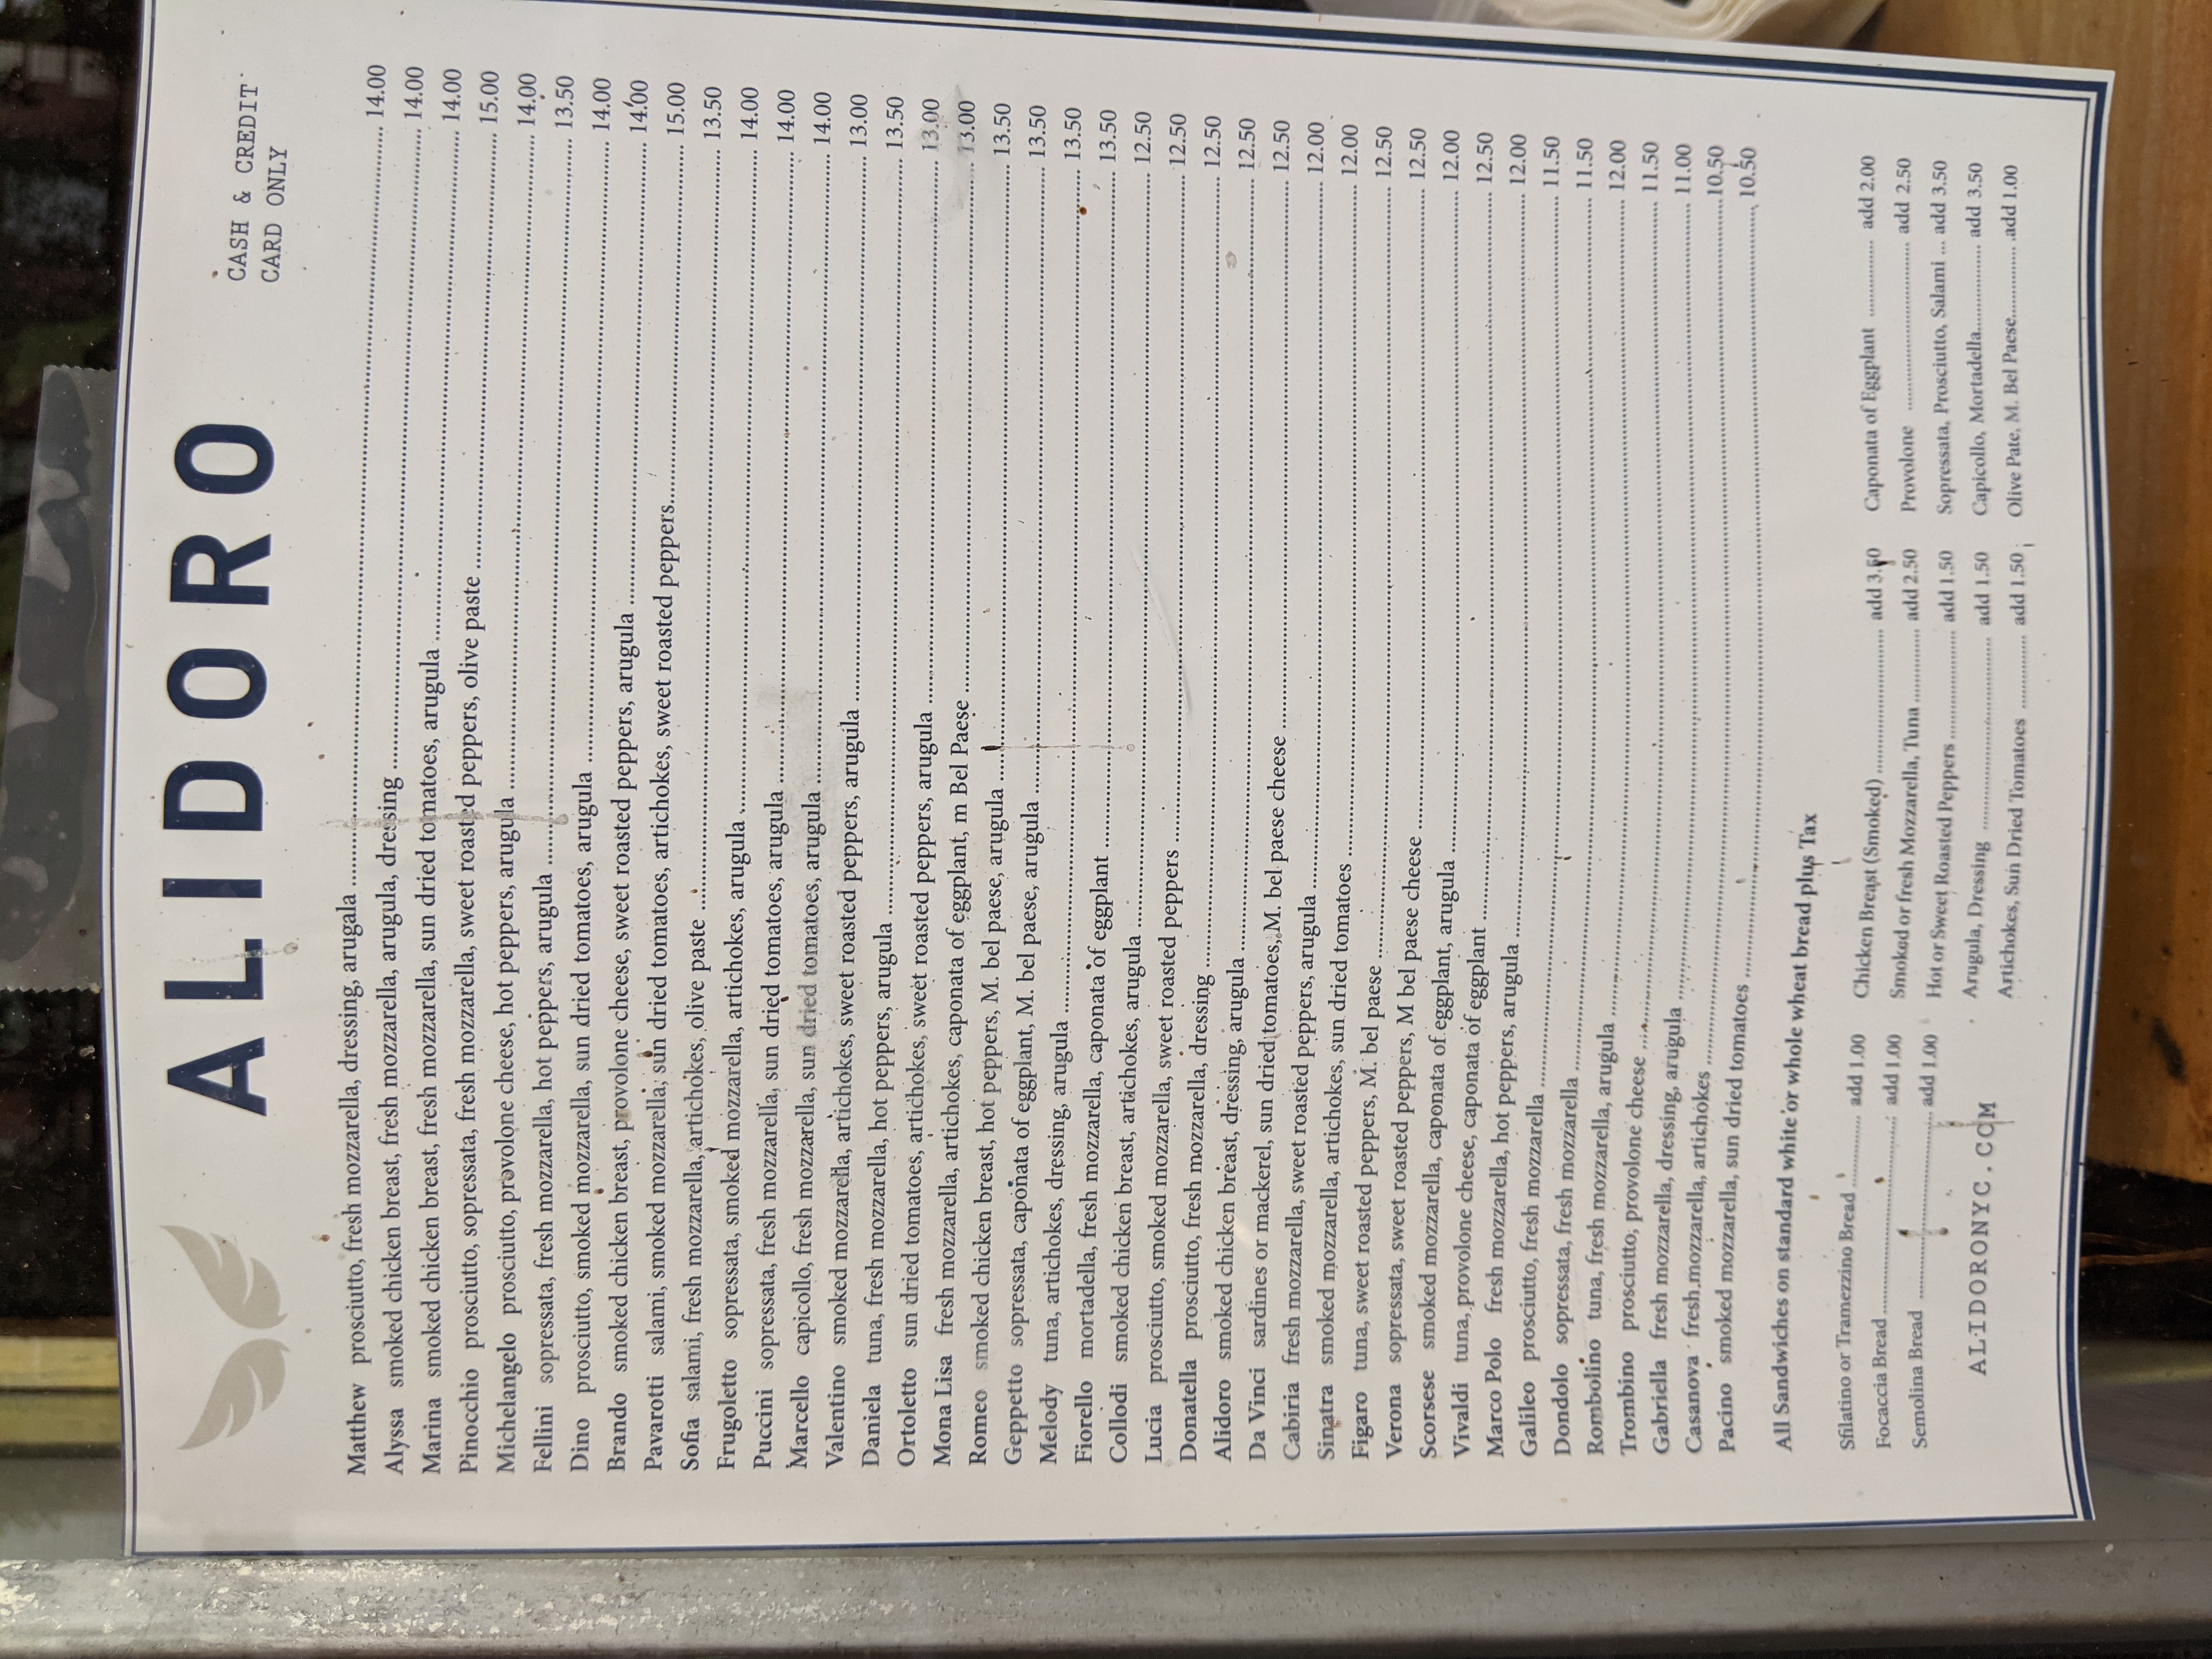 ALIDORO
CASH & CREDIT
CARD ONLY
Matthew prosciutto, fresh mozzarella, dressing, arugala ........ 14.00
Alyssa smoked chicken breast, fresh mozzarella, arugula, dressing ........ 14.00
Marina smoked chicken breast, fresh mozzarella, sun dried tomatoes, arugula ........ 14.00
Pinocchio prosciutto, sopressata, fresh mozzarella, sweet roasted peppers, olive paste ........ 15.00
Michelangelo prosciutto, provolone cheese, hot peppers, arugula ........ 14.00
Fellini sopressata, fresh mozzarella, hot peppers, arugula ........ 13.50
Dino prosciutto, smoked mozzarella, sun dried tomatoes, arugula ........ 14.00
Brando smoked chicken breast, provolone cheese, sweet roasted peppers, arugula ........ 14.00
Pavarotti salami, smoked mozzarella, sun dried tomatoes, artichokes, sweet roasted peppers........ 15.00
Sofia salami, fresh mozzarella, artichokes, olive paste ........ 13.50
Frugoletto sopressata, smoked mozzarella, artichokes, arugula ........ 14.00
Puccini sopressata, fresh mozzarella, sun dried tomatoes, arugula ........ 14.00
Marcello capicollo, fresh mozzarella, sun dried tomatoes, arugula ........ 14.00
Valentino smoked mozzarella, artichokes, sweet roasted peppers, arugula ........ 13.00
Daniela tuna, fresh mozzarella, hot peppers, arugula ........ 13.50
Ortoletto sun dried tomatoes, artichokes, sweet roasted peppers, arugula ........ 13.00
Mona Lisa fresh mozzarella, artichokes, caponata of eggplant, m Bel Paese ........ 13.00
Romeo smoked chicken breast, hot peppers, M. bel paese, arugula ........ 13.50
Geppetto sopressata, caponata of eggplant, M. bel paese, arugula ........ 13.50
Melody tuna, artichokes, dressing, arugula ........ 13.50
Fiorello mortadella, fresh mozzarella, caponata of eggplant ........ 13.50
Collodi smoked chicken breast, artichokes, arugula ........ 12.50
Lucia prosciutto, smoked mozzarella, sweet roasted peppers ........ 12.50
Donatella prosciutto, fresh mozzarella, dressing ........ 12.50
Alidoro smoked chicken breast, dressing, arugula ........ 12.50
Da Vinci sardines or mackerel, sun dried tomatoes, M. bel paese cheese ........ 12.50
Cabiria fresh mozzarella, sweet roasted peppers, arugula ........ 12.00
Sinatra smoked mozzarella, artichokes, sun dried tomatoes ........ 12.00
Figaro tuna, sweet roasted peppers, M. bel paese ........ 12.50
Verona sopressata, sweet roasted peppers, M bel paese cheese ........ 12.50
Scorsese smoked mozzarella, caponata of eggplant, arugula ........ 12.00
Vivaldi tuna, provolone cheese, caponata of eggplant ........ 12.50
Marco Polo fresh mozzarella, hot peppers, arugula ........ 12.00
Galileo prosciutto, fresh mozzarella ........ 11.50
Dondolo sopressata, fresh mozzarella ........ 11.50
Rombolino tuna, fresh mozzarella, arugula ........ 12.00
Trombino prosciutto, provolone cheese ........ 11.50
Gabriella fresh mozzarella, dressing, arugula ........ 11.00
Casanova fresh mozzarella, artichokes ........ 10.50
Pacino smoked mozzarella, sun dried tomatoes ........ 10.50
All Sandwiches on standard white or whole wheat bread plus Tax
Sfilatino or Tramezzino Bread ........ add 1.00
Focaccia Bread ........ add 1.00
Semolina Bread ........ add 1.00
ALIDORONYC.COM
Chicken Breast (Smoked) ........ add 3.50
Smoked or fresh Mozzarella, Tuna ........ add 2.50
Hot or Sweet Roasted Peppers ........ add 1.50
Arugula, Dressing ........ add 1.50
Artichokes, Sun Dried Tomatoes ........ add 1.50
Caponata of Eggplant ........ add 2.00
Provolone ........ add 2.50
Sopressata, Prosciutto, Salami ... add 3.50
Capicollo, Mortadella........ add 3.50
Olive Pate, M. Bel Paese........ add 1.00